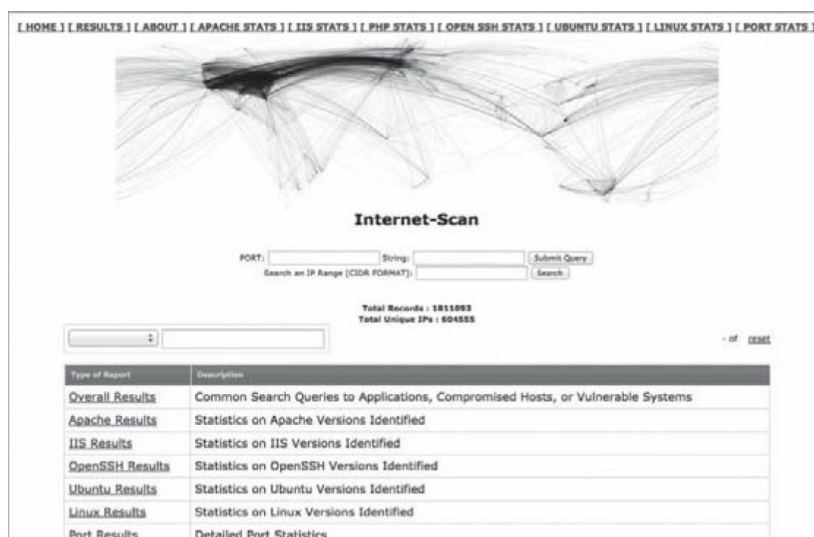 [ HOME ] [ RESULTS ] [ ABOUT ] [ APACHE STATS ] [ IIS STATS ] [ PHP STATS ] [ OPEN SSH STATS ] [ UBUNTU STATS ] [ LINUX STATS ] [ PORT STATS ]
Internet-Scan
PORT: String: Submit Query
Search an IP Range [CIDR FORMAT]: Search
Total Records : 1811093
Total Unique IPs : 604555
- of reset
Type of Report Description
Overall Results Common Search Queries to Applications, Compromised Hosts, or Vulnerable Systems
Apache Results Statistics on Apache Versions Identified
IIS Results Statistics on IIS Versions Identified
OpenSSH Results Statistics on OpenSSH Versions Identified
Ubuntu Results Statistics on Ubuntu Versions Identified
Linux Results Statistics on Linux Versions Identified
Port Results Detailed Port Statistics